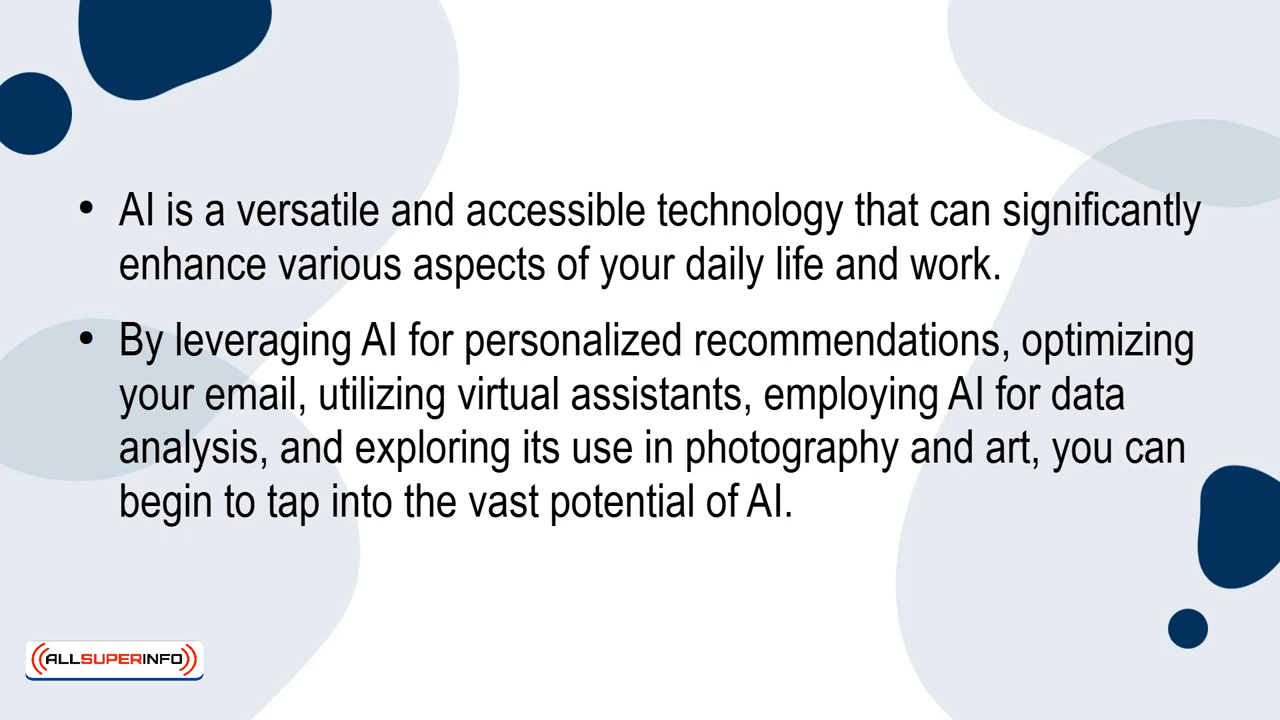 • AI is a versatile and accessible technology that can significantly
enhance various aspects of your daily life and work.
• By leveraging AI for personalized recommendations, optimizing
your email, utilizing virtual assistants, employing AI for data
analysis, and exploring its use in photography and art, you can
begin to tap into the vast potential of AI.
ALLSUPERINFO